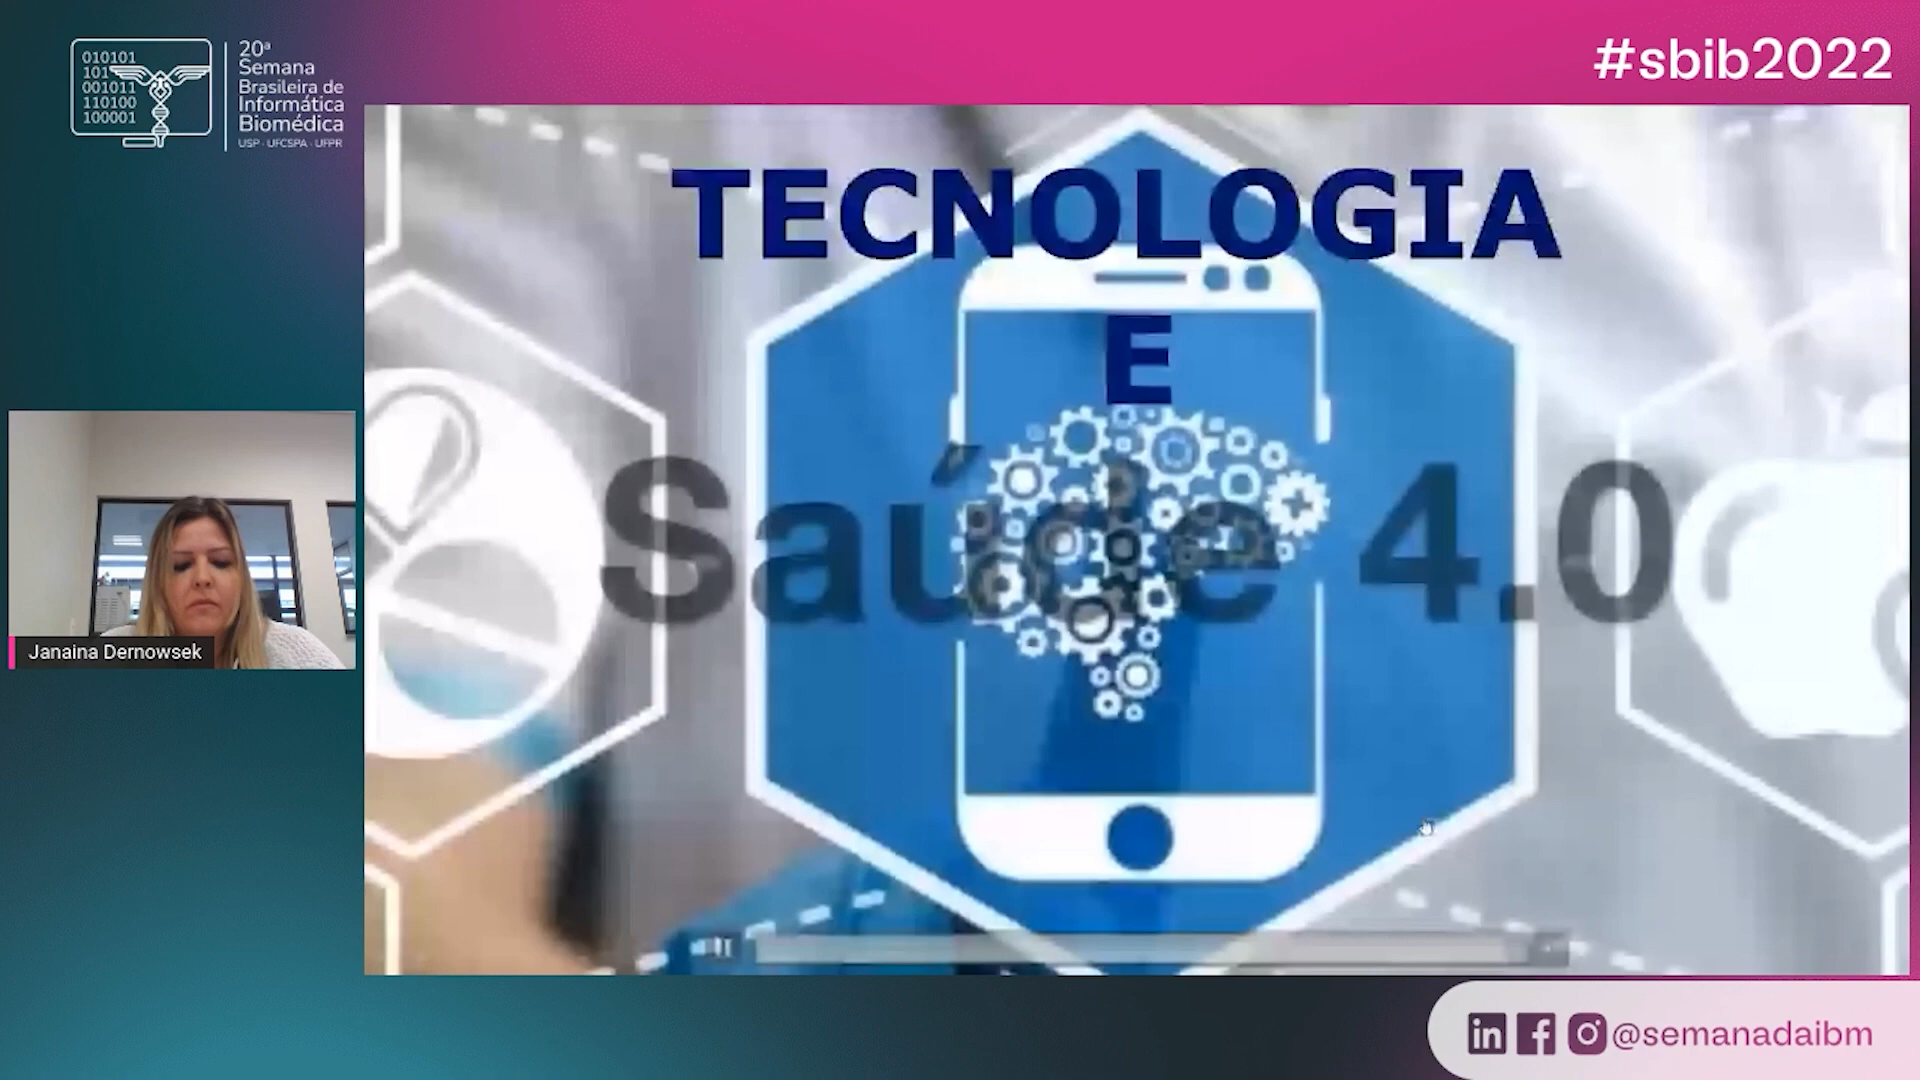 010101
101
001011
110100
100001
20ª
Semana
Brasileira de
Informática
Biomédica
USP · UFCSPA · UFPR
#sbib2022
TECNOLOGIA
E
Saúde 4.0
Janaina Dernowsek
in f @semanadaibm